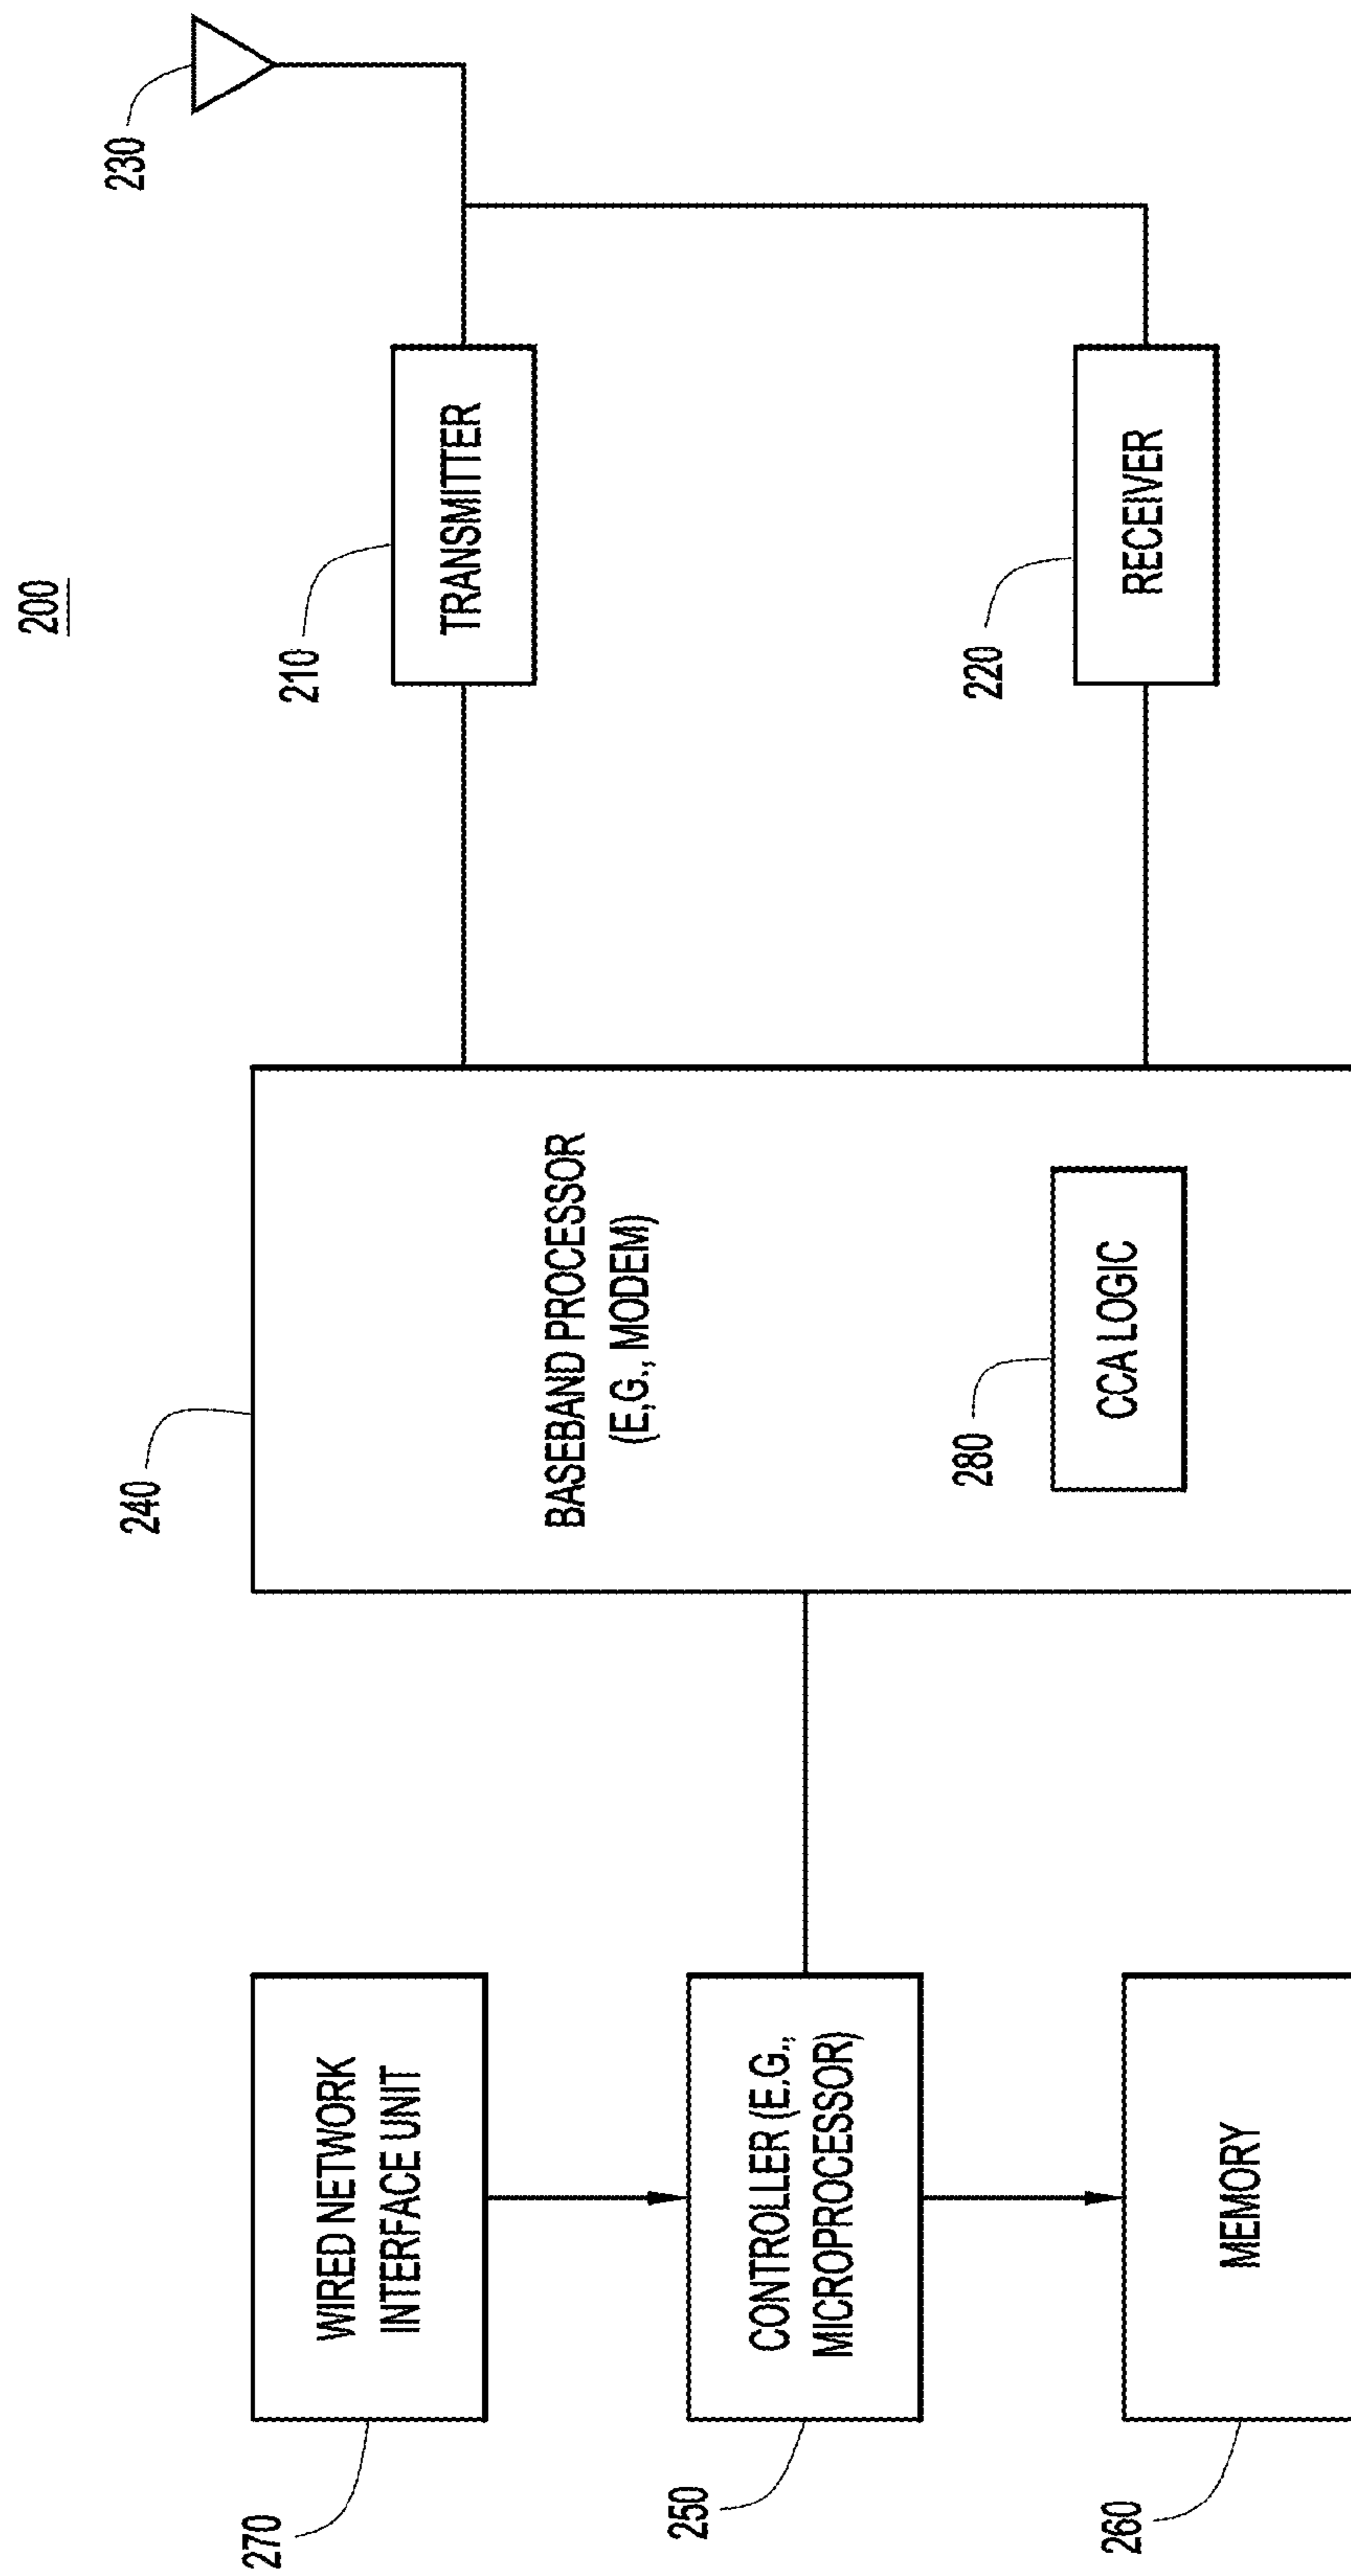 200
230
210
TRANSMITTER
220
RECEIVER
240
BASEBAND PROCESSOR
(E,G., MODEM)
280
CCA LOGIC
270
WIRED NETWORK
INTERFACE UNIT
250
CONTROLLER (E.G.,
MICROPROCESSOR)
260
MEMORY